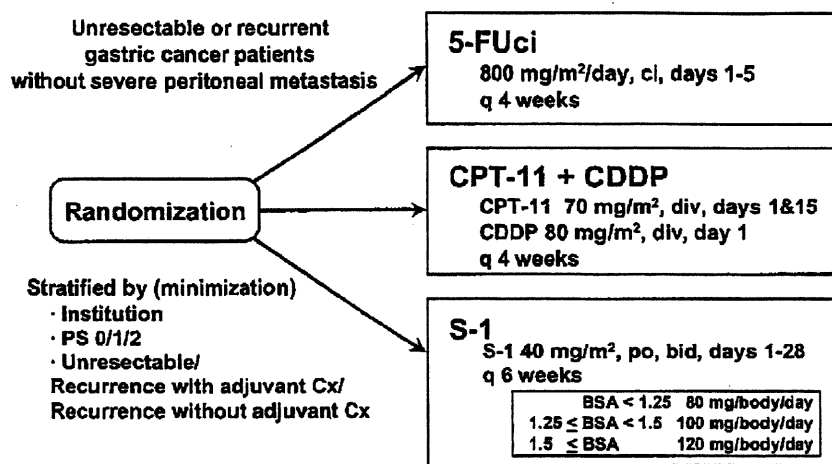 Unresectable or recurrent
gastric cancer patients
without severe peritoneal metastasis
Randomization
Stratified by (minimization)
· Institution
· PS 0/1/2
· Unresectable/
Recurrence with adjuvant Cx/
Recurrence without adjuvant Cx
5-FUci
800 mg/m²/day, ci, days 1-5
q 4 weeks
CPT-11 + CDDP
CPT-11 70 mg/m², div, days 1&15
CDDP 80 mg/m², div, day 1
q 4 weeks
S-1
S-1 40 mg/m², po, bid, days 1-28
q 6 weeks
BSA < 1.25 80 mg/body/day
1.25 ≤ BSA < 1.5 100 mg/body/day
1.5 ≤ BSA 120 mg/body/day